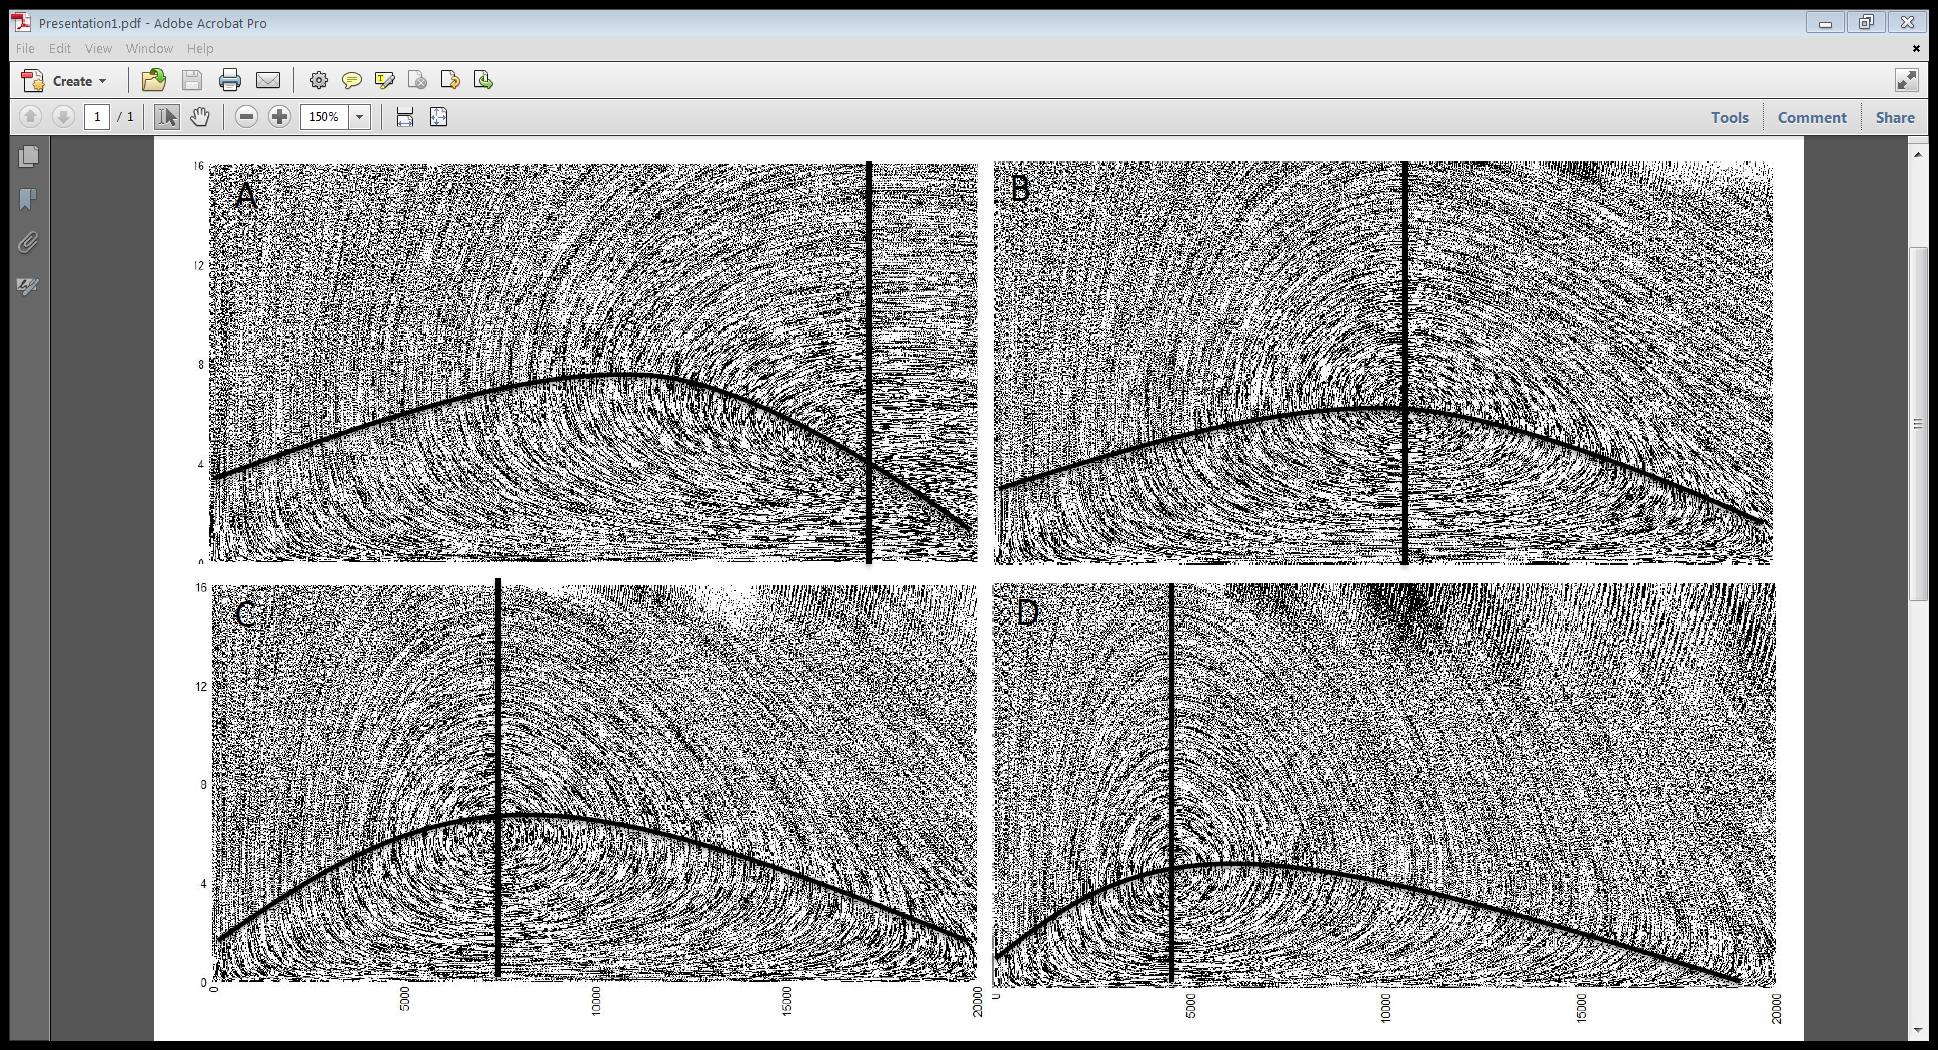 Presentation1.pdf - Adobe Acrobat Pro
File Edit View Window Help
Create
1 / 1 150% Tools Comment Share
16
12
8
4
0
A
B
16
12
8
4
0
C
D
0 5000 10000 15000 20000
0 5000 10000 15000 20000